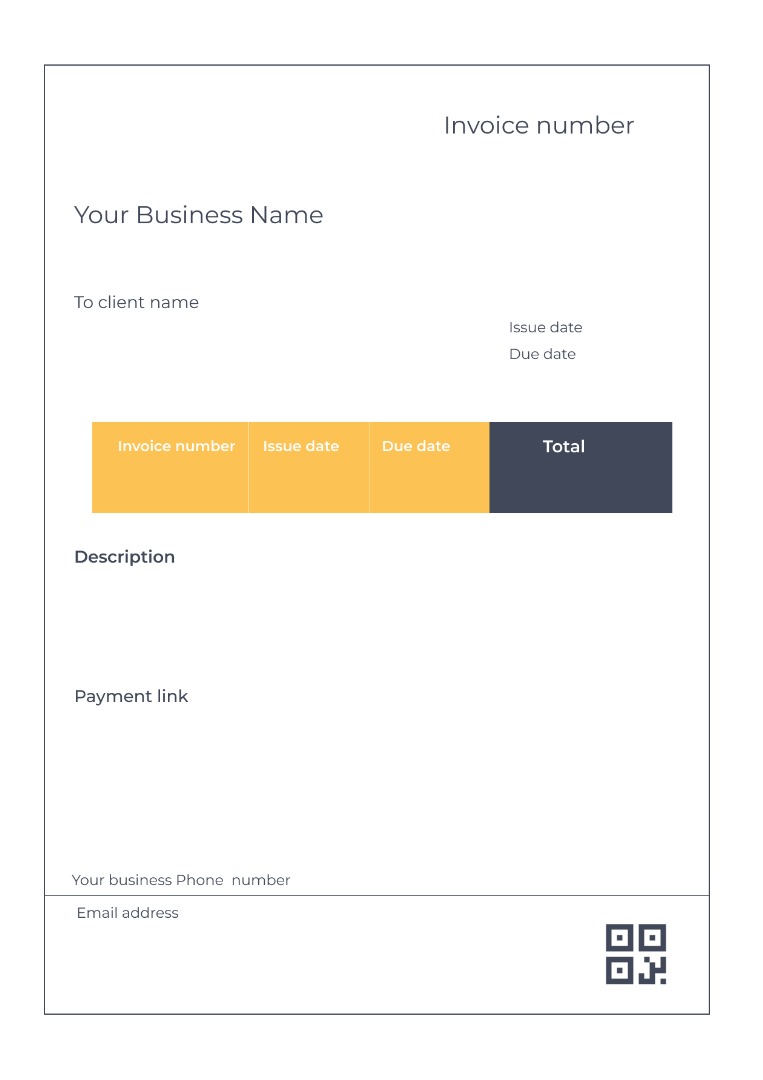 Invoice number
Your Business Name
To client name
Issue date
Due date
Invoice number Issue date Due date Total
Description
Payment link
Your business Phone  number
Email address